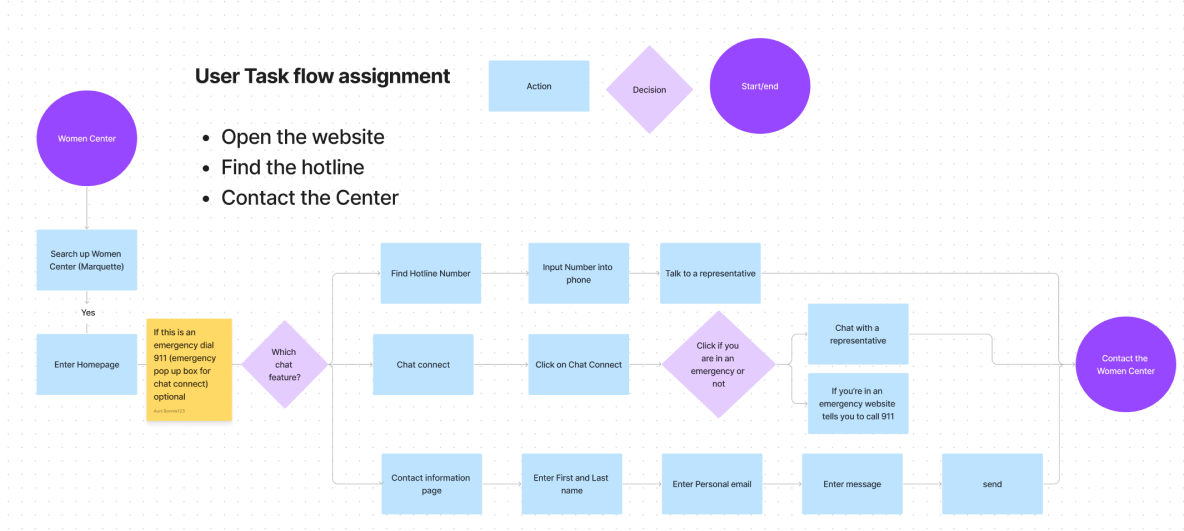 User Task flow assignment
Action
Decision
Start/end
• Open the website
• Find the hotline
• Contact the Center
Women Center
Search up Women
Center (Marquette)
Yes
Enter Homepage
If this is an
emergency dial
911 (emergency
pop up box for
chat connect)
optional
Which
chat
feature?
Find Hotline Number
Input Number into
phone
Talk to a representative
Chat connect
Click on Chat Connect
Click if you
are in an
emergency or
not
Chat with a
representative
If you're in an
emergency website
tells you to call 911
Contact information
page
Enter First and Last
name
Enter Personal email
Enter message
send
Contact the
Women Center